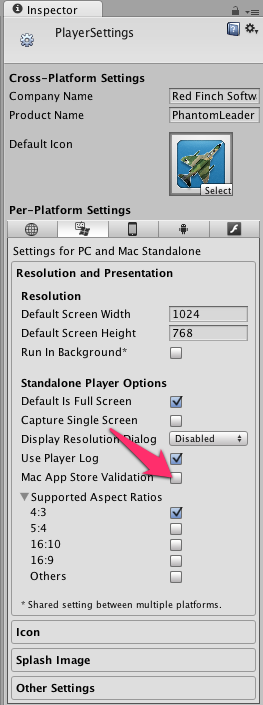 Inspector
PlayerSettings
Cross-Platform Settings
Company Name Red Finch Softw
Product Name PhantomLeader
Default Icon
Select
Per-Platform Settings
Settings for PC and Mac Standalone
Resolution and Presentation
Resolution
Default Screen Width 1024
Default Screen Height 768
Run In Background*
Standalone Player Options
Default Is Full Screen
Capture Single Screen
Display Resolution Dialog Disabled
Use Player Log
Mac App Store Validation
Supported Aspect Ratios
4:3
5:4
16:10
16:9
Others
* Shared setting between multiple platforms.
Icon
Splash Image
Other Settings